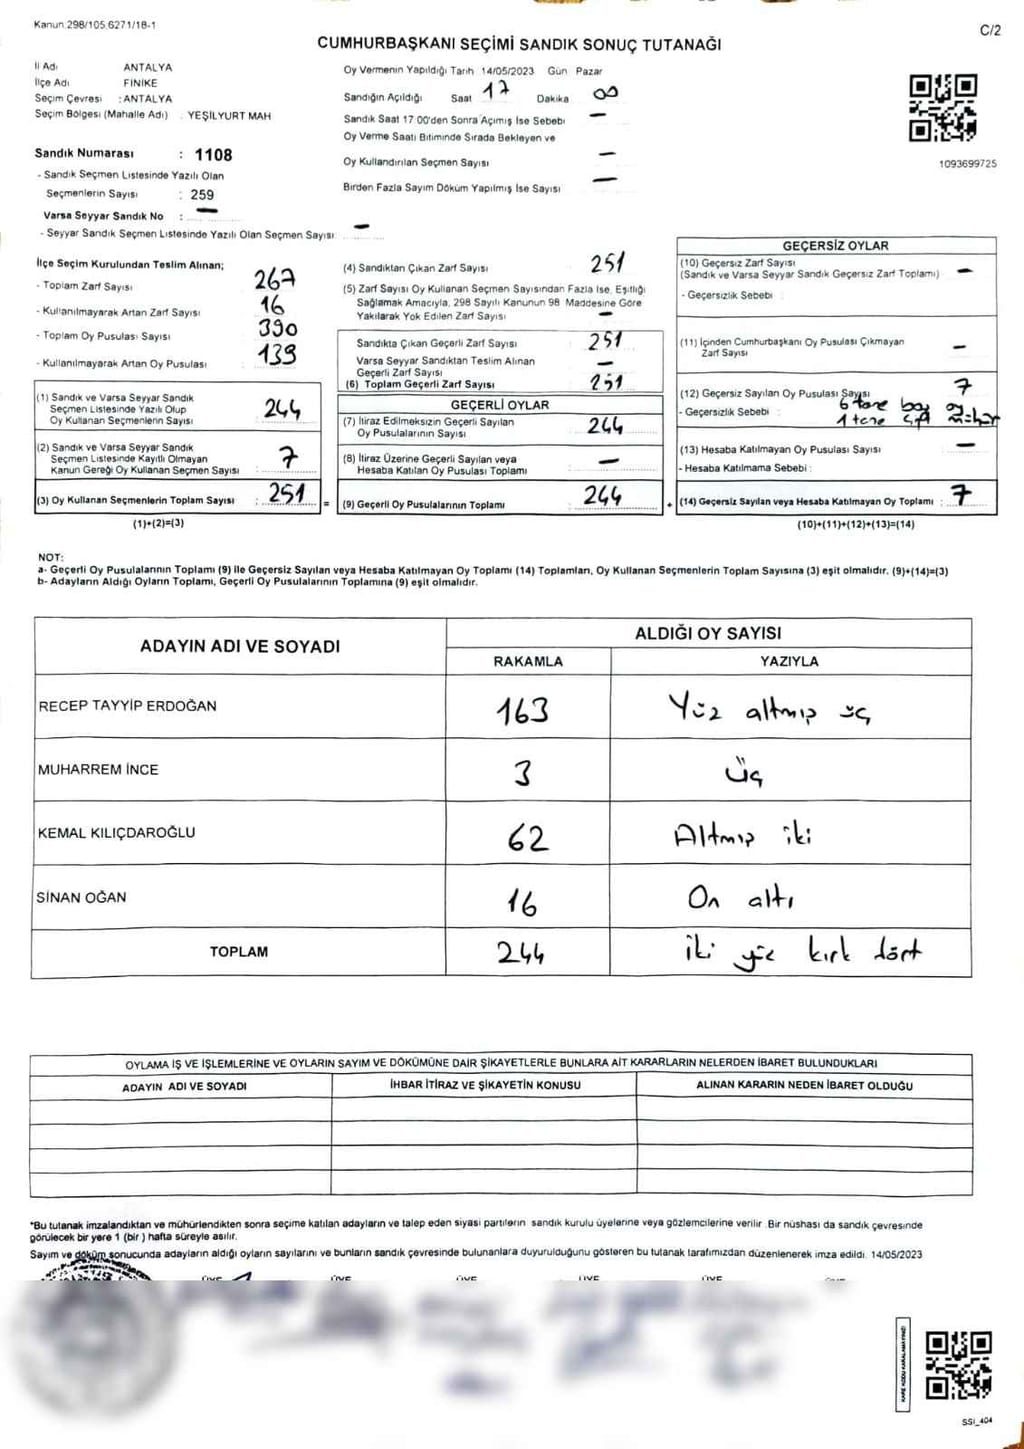 Kanun:298/105,6271/18-1
C/2
CUMHURBAŞKANI SEÇİMİ SANDIK SONUÇ TUTANAĞI
İl Adı ANTALYA
İlçe Adı FİNİKE
Seçim Çevresi : ANTALYA
Seçim Bölgesi (Mahalle Adı) : YEŞİLYURT MAH
Sandık Numarası : 1108
- Sandık Seçmen Listesinde Yazılı Olan
Seçmenlerin Sayısı : 259
Varsa Seyyar Sandık No : —
- Seyyar Sandık Seçmen Listesinde Yazılı Olan Seçmen Sayısı —
Oy Vermenin Yapıldığı Tarih 14/05/2023 Gün Pazar
Sandığın Açıldığı Saat 17 Dakika 00
Sandık Saat 17:00'den Sonra Açımış İse Sebebi —
Oy Verme Saati Bitiminde Sırada Bekleyen ve
Oy Kullandırılan Seçmen Sayısı —
Birden Fazla Sayım Döküm Yapılmış İse Sayısı —
1093699725
İlçe Seçim Kurulundan Teslim Alınan;
- Toplam Zarf Sayısı 267
- Kullanılmayarak Artan Zarf Sayısı 16
- Toplam Oy Pusulası Sayısı 390
- Kullanılmayarak Artan Oy Pusulası 139
(1) Sandık ve Varsa Seyyar Sandık
Seçmen Listesinde Yazılı Olup
Oy Kullanan Seçmenlerin Sayısı 244
(2) Sandık ve Varsa Seyyar Sandık
Seçmen Listesinde Kayıtlı Olmayan
Kanun Gereği Oy Kullanan Seçmen Sayısı : 7
(3) Oy Kullanan Seçmenlerin Toplam Sayısı : 251 =
(1)+(2)=(3)
(4) Sandıktan Çıkan Zarf Sayısı 251
(5) Zarf Sayısı Oy Kullanan Seçmen Sayısından Fazla İse, Eşitliği
Sağlamak Amacıyla, 298 Sayılı Kanunun 98 Maddesine Göre
Yakılarak Yok Edilen Zarf Sayısı —
Sandıkta Çıkan Geçerli Zarf Sayısı : 251
Varsa Seyyar Sandıktan Teslim Alınan
Geçerli Zarf Sayısı —
(6) Toplam Geçerli Zarf Sayısı 251
GEÇERLİ OYLAR
(7) İtiraz Edilmeksizin Geçerli Sayılan
Oy Pusulalarının Sayısı 244
(8) İtiraz Üzerine Geçerli Sayılan veya
Hesaba Katılan Oy Pusulası Toplamı —
(9) Geçerli Oy Pusulalarının Toplamı : 244 +
GEÇERSİZ OYLAR
(10) Geçersiz Zarf Sayısı
(Sandık ve Varsa Seyyar Sandık Geçersiz Zarf Toplamı) —
- Geçersizlik Sebebi :
(11) İçinden Cumhurbaşkanı Oy Pusulası Çıkmayan
Zarf Sayısı —
(12) Geçersiz Sayılan Oy Pusulası Sayısı 7
- Geçersizlik Sebebi : 6 tane boş oy
1 tane çift mühür
(13) Hesaba Katılmayan Oy Pusulası Sayısı —
- Hesaba Katılmama Sebebi :
(14) Geçersiz Sayılan veya Hesaba Katılmayan Oy Toplamı : 7
(10)+(11)+(12)+(13)=(14)
NOT:
a- Geçerli Oy Pusulalarının Toplamı (9) ile Geçersiz Sayılan veya Hesaba Katılmayan Oy Toplamı (14) Toplamları, Oy Kullanan Seçmenlerin Toplam Sayısına (3) eşit olmalıdır. (9)+(14)=(3)
b- Adayların Aldığı Oyların Toplamı, Geçerli Oy Pusulalarının Toplamına (9) eşit olmalıdır.
ADAYIN ADI VE SOYADI
ALDIĞI OY SAYISI
RAKAMLA YAZIYLA
RECEP TAYYİP ERDOĞAN 163 Yüz altmış üç
MUHARREM İNCE 3 Üç
KEMAL KILIÇDAROĞLU 62 Altmış iki
SİNAN OĞAN 16 On altı
TOPLAM 244 iki yüz kırk dört
OYLAMA İŞ VE İŞLEMLERİNE VE OYLARIN SAYIM VE DÖKÜMÜNE DAİR ŞİKAYETLERLE BUNLARA AİT KARARLARIN NELERDEN İBARET BULUNDUKLARI
ADAYIN ADI VE SOYADI İHBAR İTİRAZ VE ŞİKAYETİN KONUSU ALINAN KARARIN NEDEN İBARET OLDUĞU
*Bu tutanak imzalandıktan ve mühürlendikten sonra seçime katılan adayların ve talep eden siyasi partilerin sandık kurulu üyelerine veya gözlemcilerine verilir. Bir nüshası da sandık çevresinde
görülecek bir yere 1 (bir ) hafta süreyle asılır.
Sayım ve döküm sonucunda adayların aldığı oyların sayılarını ve bunların sandık çevresinde bulunanlara duyurulduğunu gösteren bu tutanak tarafımızdan düzenlenerek imza edildi. 14/05/2023
ÜYE ÜYE ÜYE ÜYE ÜYE
KARE KODU KARALAMAYINIZ!
SSI_404